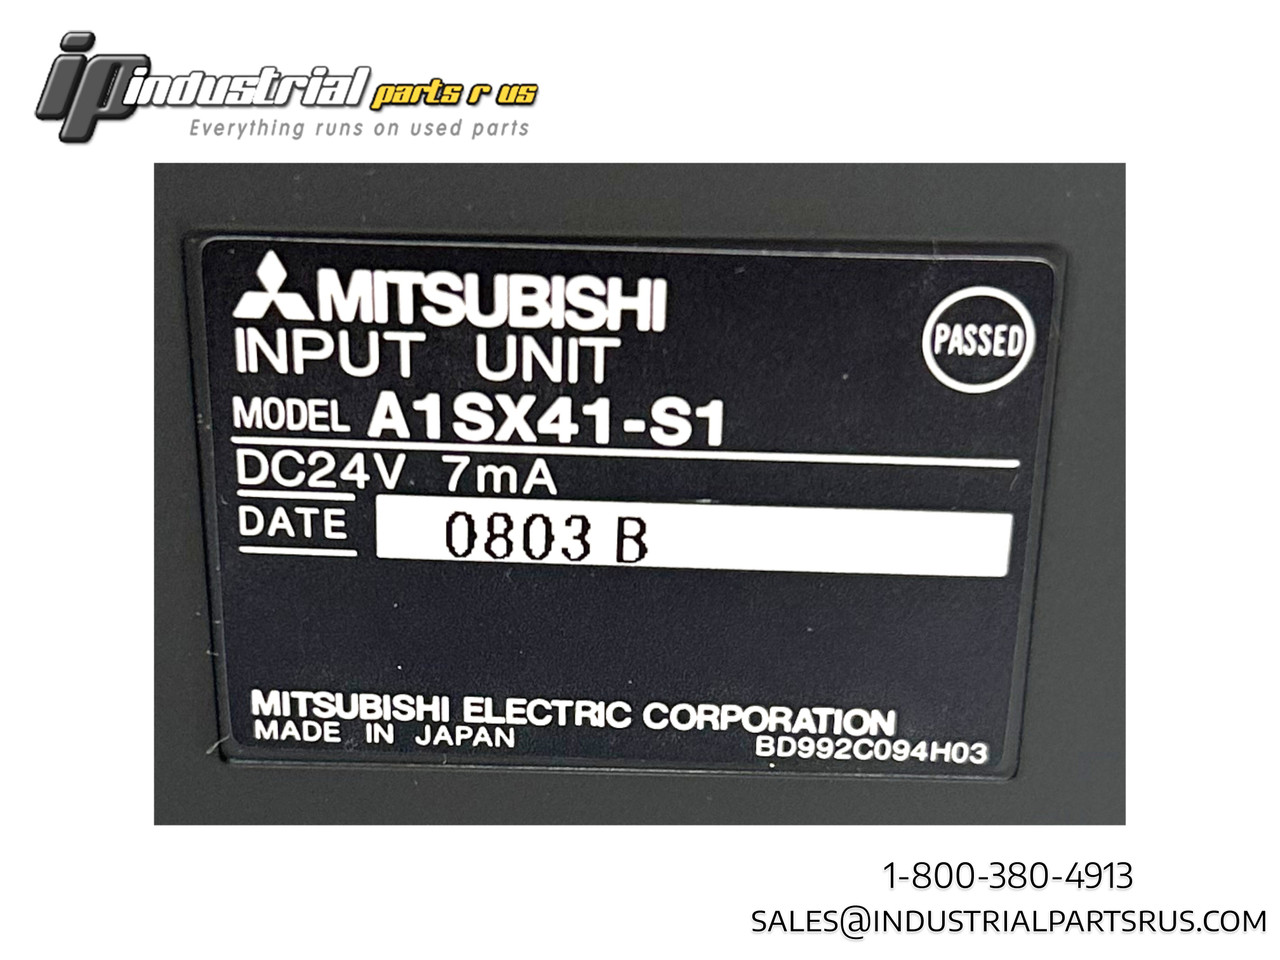 ip industrial parts r us
Everything runs on used parts
MITSUBISHI
INPUT UNIT
PASSED
MODEL A1SX41-S1
DC24V 7mA
DATE 0803 B
MITSUBISHI ELECTRIC CORPORATION
MADE IN JAPAN BD992C094H03
1-800-380-4913
SALES@INDUSTRIALPARTSRUS.COM